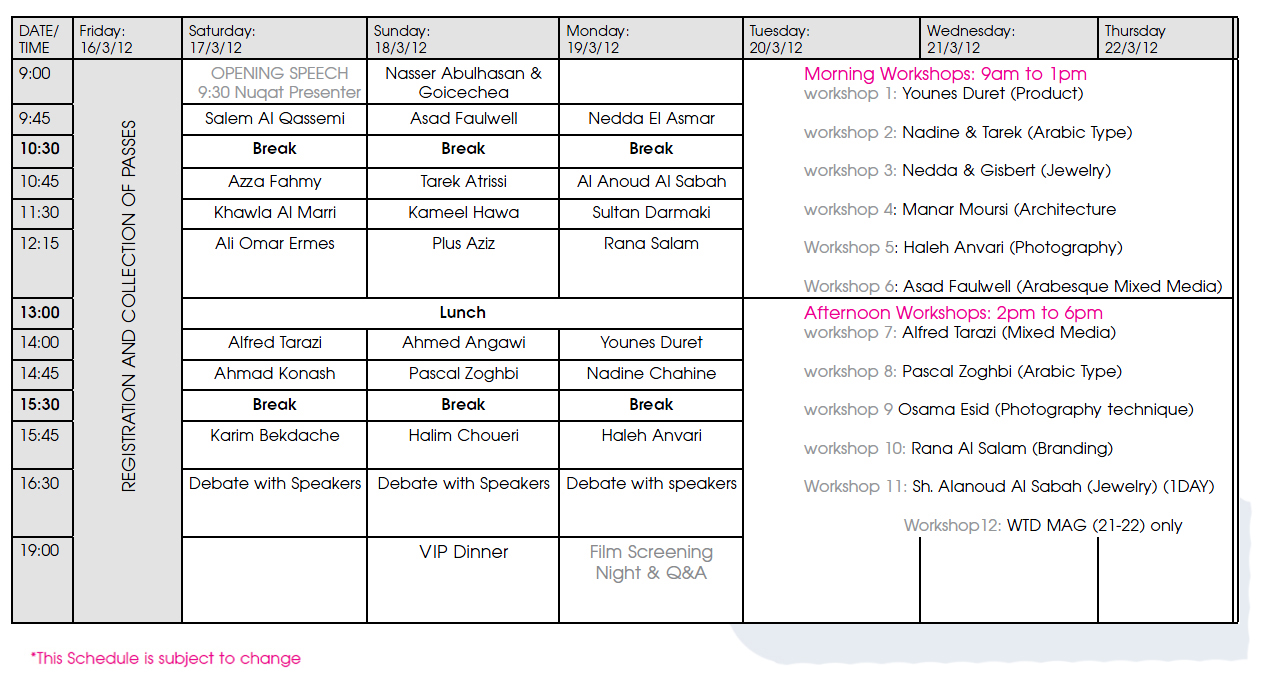 DATE/ TIME
Friday: 16/3/12
Saturday: 17/3/12
Sunday: 18/3/12
Monday: 19/3/12
Tuesday: 20/3/12
Wednesday: 21/3/12
Thursday 22/3/12
REGISTRATION AND COLLECTION OF PASSES
9:00
OPENING SPEECH
9:30 Nuqat Presenter
Nasser Abulhasan &
Goicechea
9:45
Salem Al Qassemi
Asad Faulwell
Nedda El Asmar
10:30
Break
Break
Break
10:45
Azza Fahmy
Tarek Atrissi
Al Anoud Al Sabah
11:30
Khawla Al Marri
Kameel Hawa
Sultan Darmaki
12:15
Ali Omar Ermes
Plus Aziz
Rana Salam
13:00
Lunch
14:00
Alfred Tarazi
Ahmed Angawi
Younes Duret
14:45
Ahmad Konash
Pascal Zoghbi
Nadine Chahine
15:30
Break
Break
Break
15:45
Karim Bekdache
Halim Choueri
Haleh Anvari
16:30
Debate with Speakers
Debate with Speakers
Debate with speakers
19:00
VIP Dinner
Film Screening
Night & Q&A
Morning Workshops: 9am to 1pm
workshop 1: Younes Duret (Product)
workshop 2: Nadine & Tarek (Arabic Type)
workshop 3: Nedda & Gisbert (Jewelry)
workshop 4: Manar Moursi (Architecture
Workshop 5: Haleh Anvari (Photography)
Workshop 6: Asad Faulwell (Arabesque Mixed Media)
Afternoon Workshops: 2pm to 6pm
workshop 7: Alfred Tarazi (Mixed Media)
workshop 8: Pascal Zoghbi (Arabic Type)
workshop 9 Osama Esid (Photography technique)
workshop 10: Rana Al Salam (Branding)
Workshop 11: Sh. Alanoud Al Sabah (Jewelry) (1DAY)
Workshop12: WTD MAG (21-22) only
*This Schedule is subject to change